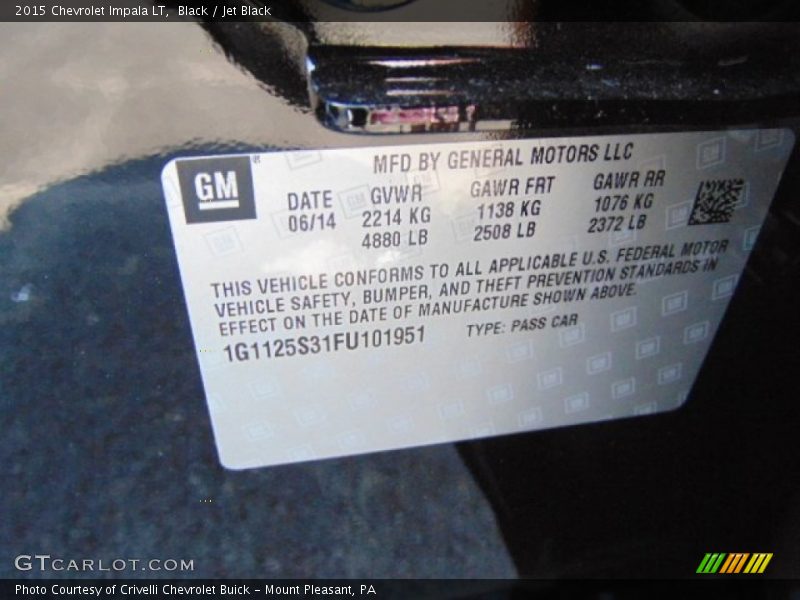 2015 Chevrolet Impala LT, Black / Jet Black
GM®
MFD BY GENERAL MOTORS LLC
DATE GVWR GAWR FRT GAWR RR
06/14 2214 KG 1138 KG 1076 KG
4880 LB 2508 LB 2372 LB
THIS VEHICLE CONFORMS TO ALL APPLICABLE U.S. FEDERAL MOTOR
VEHICLE SAFETY, BUMPER, AND THEFT PREVENTION STANDARDS IN
EFFECT ON THE DATE OF MANUFACTURE SHOWN ABOVE.
1G1125S31FU101951 TYPE: PASS CAR
GTCARLOT.COM
Photo Courtesy of Crivelli Chevrolet Buick - Mount Pleasant, PA